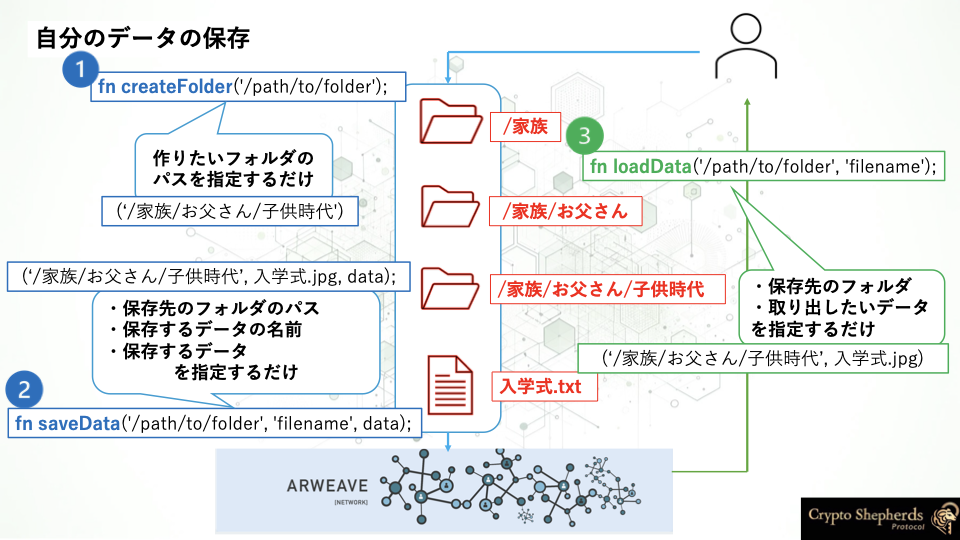 自分のデータの保存
1
fn createFolder('/path/to/folder');
作りたいフォルダの
パスを指定するだけ
(‘/家族/お父さん/子供時代')
(‘/家族/お父さん/子供時代’, 入学式.jpg, data);
・保存先のフォルダのパス
・保存するデータの名前
・保存するデータ
を指定するだけ
2
fn saveData('/path/to/folder', 'filename', data);
/家族
/家族/お父さん
/家族/お父さん/子供時代
入学式.txt
3
fn loadData('/path/to/folder', 'filename');
・保存先のフォルダ
・取り出したいデータ
を指定するだけ
(‘/家族/お父さん/子供時代’, 入学式.jpg)
ARWEAVE
[NETWORK]
Crypto Shepherds
Protocol